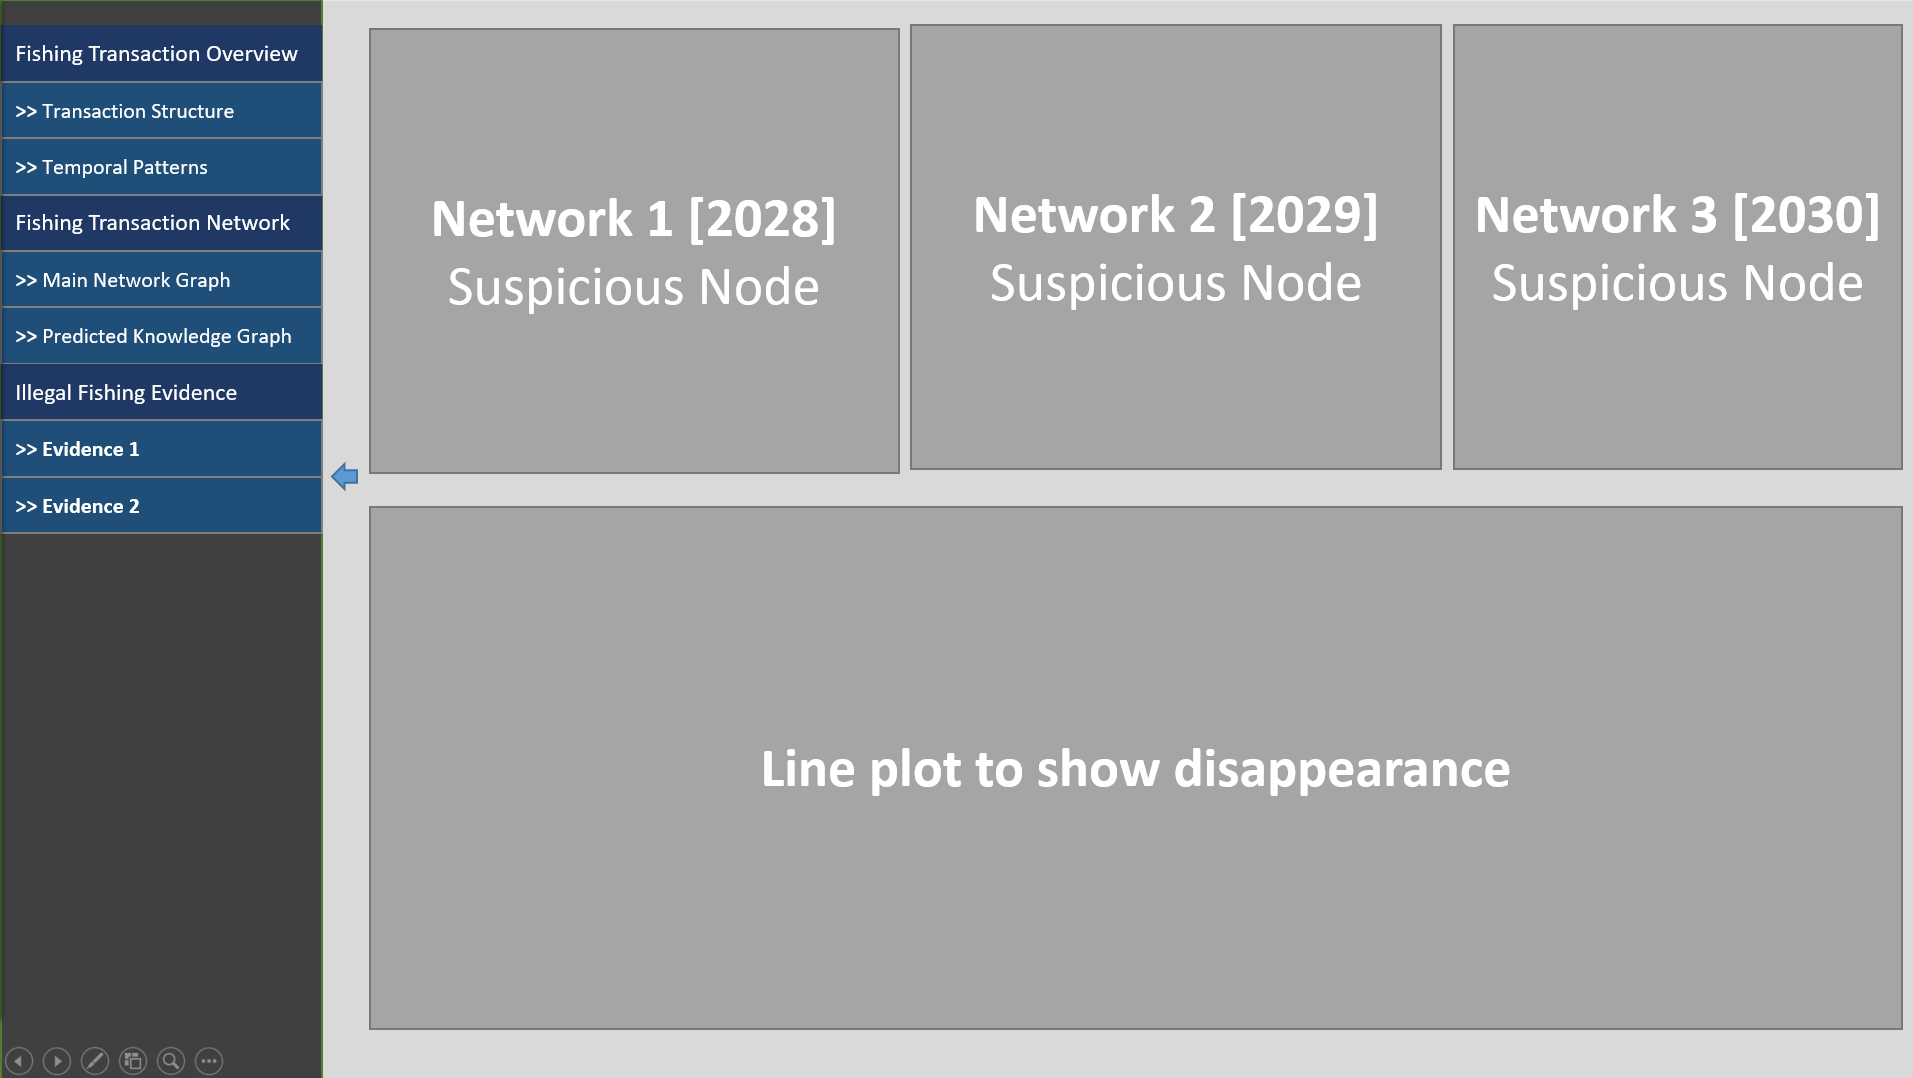 Fishing Transaction Overview
>> Transaction Structure
>> Temporal Patterns
Fishing Transaction Network
>> Main Network Graph
>> Predicted Knowledge Graph
Illegal Fishing Evidence
>> Evidence 1
>> Evidence 2
Network 1 [2028]
Suspicious Node
Network 2 [2029]
Suspicious Node
Network 3 [2030]
Suspicious Node
Line plot to show disappearance